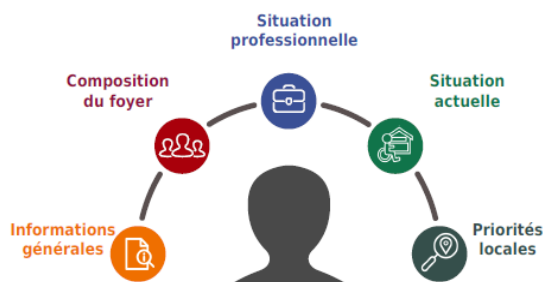 Situation
professionnelle
Composition
du foyer
Situation
actuelle
Informations
générales
Priorités
locales